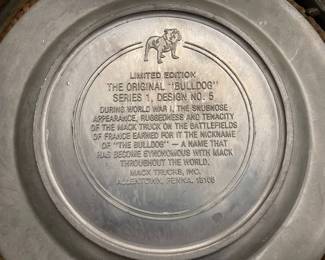 LIMITED EDITION
THE ORIGINAL "BULLDOG"
SERIES 1, DESIGN NO. 5
DURING WORLD WAR I, THE SNUBNOSE
APPEARANCE, RUGGEDNESS AND TENACITY
OF THE MACK TRUCK ON THE BATTLEFIELDS
OF FRANCE EARNED FOR IT THE NICKNAME
OF "THE BULLDOG" — A NAME THAT
HAS BECOME SYNONOMOUS WITH MACK
THROUGHOUT THE WORLD.
MACK TRUCKS, INC.
ALLENTOWN, PENNA. 18105